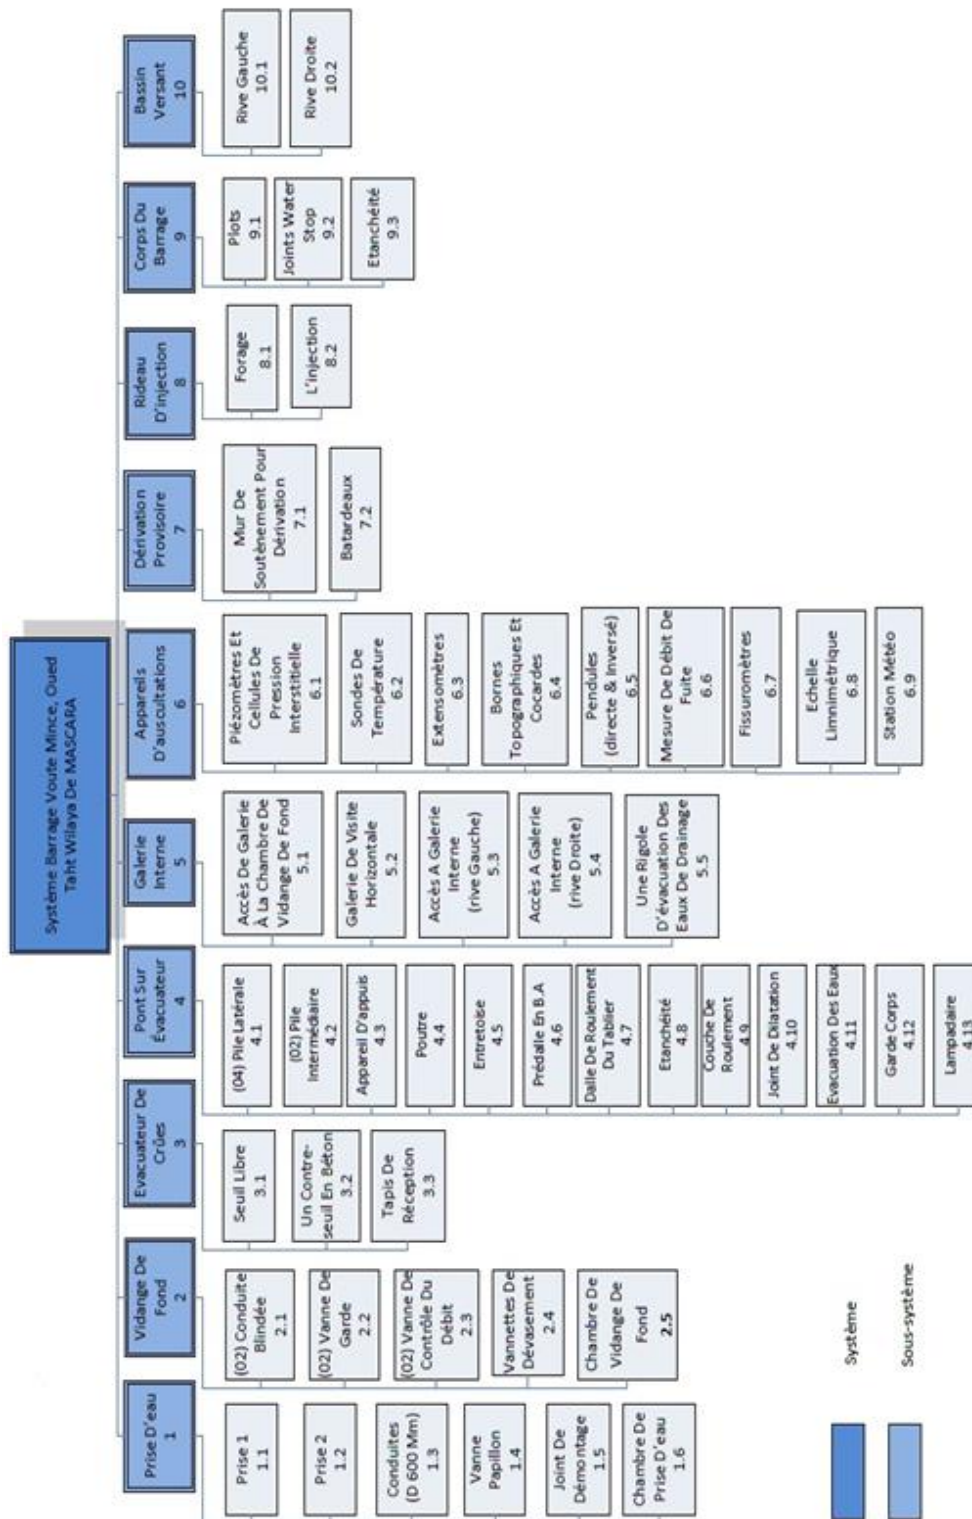 Système Barrage Voute Mince, Oued
Taht Wilaya De MASCARA
Prise D'eau
1
Prise 1
1.1
Prise 2
1.2
Conduites
(D 600 Mm)
1.3
Vanne
Papillon
1.4
Joint De
Démontage
1.5
Chambre De
Prise D'eau
1.6
Vidange De
Fond
2
(02) Conduite
Blindée
2.1
(02) Vanne De
Garde
2.2
(02) Vanne De
Contrôle Du
Débit
2.3
Vannettes De
Dévasement
2.4
Chambre De
Vidange De
Fond
2.5
Evacuateur De
Crûes
3
Seuil Libre
3.1
Un Contre-
seuil En Béton
3.2
Tapis De
Réception
3.3
Pont Sur
Évacuateur
4
(04) Pile Latérale
4.1
(02) Pile
Intermédiaire
4.2
Appareil D'appuis
4.3
Poutre
4.4
Entretoise
4.5
Prédalle En B.A
4.6
Dalle De Roulement
Du Tablier
4.7
Etanchéité
4.8
Couche De
Roulement
4.9
Joint De Dilatation
4.10
Evacuation Des Eaux
4.11
Garde Corps
4.12
Lampadaire
4.13
Galerie
Interne
5
Accès De Galerie
À La Chambre De
Vidange De Fond
5.1
Galerie De Visite
Horizontale
5.2
Accès A Galerie
Interne
(rive Gauche)
5.3
Accès A Galerie
Interne
(rive Droite)
5.4
Une Rigole
D'évacuation Des
Eaux De Drainage
5.5
Appareils
D'auscultations
6
Piézomètres Et
Cellules De
Pression
Interstitielle
6.1
Sondes De
Température
6.2
Extensomètres
6.3
Bornes
Topographiques Et
Cocardes
6.4
Pendules
(directe & Inversé)
6.5
Mesure De Débit De
Fuite
6.6
Fissuromètres
6.7
Echelle
Limnimétrique
6.8
Station Météo
6.9
Dérivation
Provisoire
7
Mur De
Soutènement Pour
Dérivation
7.1
Batardeaux
7.2
Rideau
D'injection
8
Forage
8.1
L'injection
8.2
Corps Du
Barrage
9
Plots
9.1
Joints Water
Stop
9.2
Etanchéité
9.3
Bassin
Versant
10
Rive Gauche
10.1
Rive Droite
10.2
Système
Sous-système